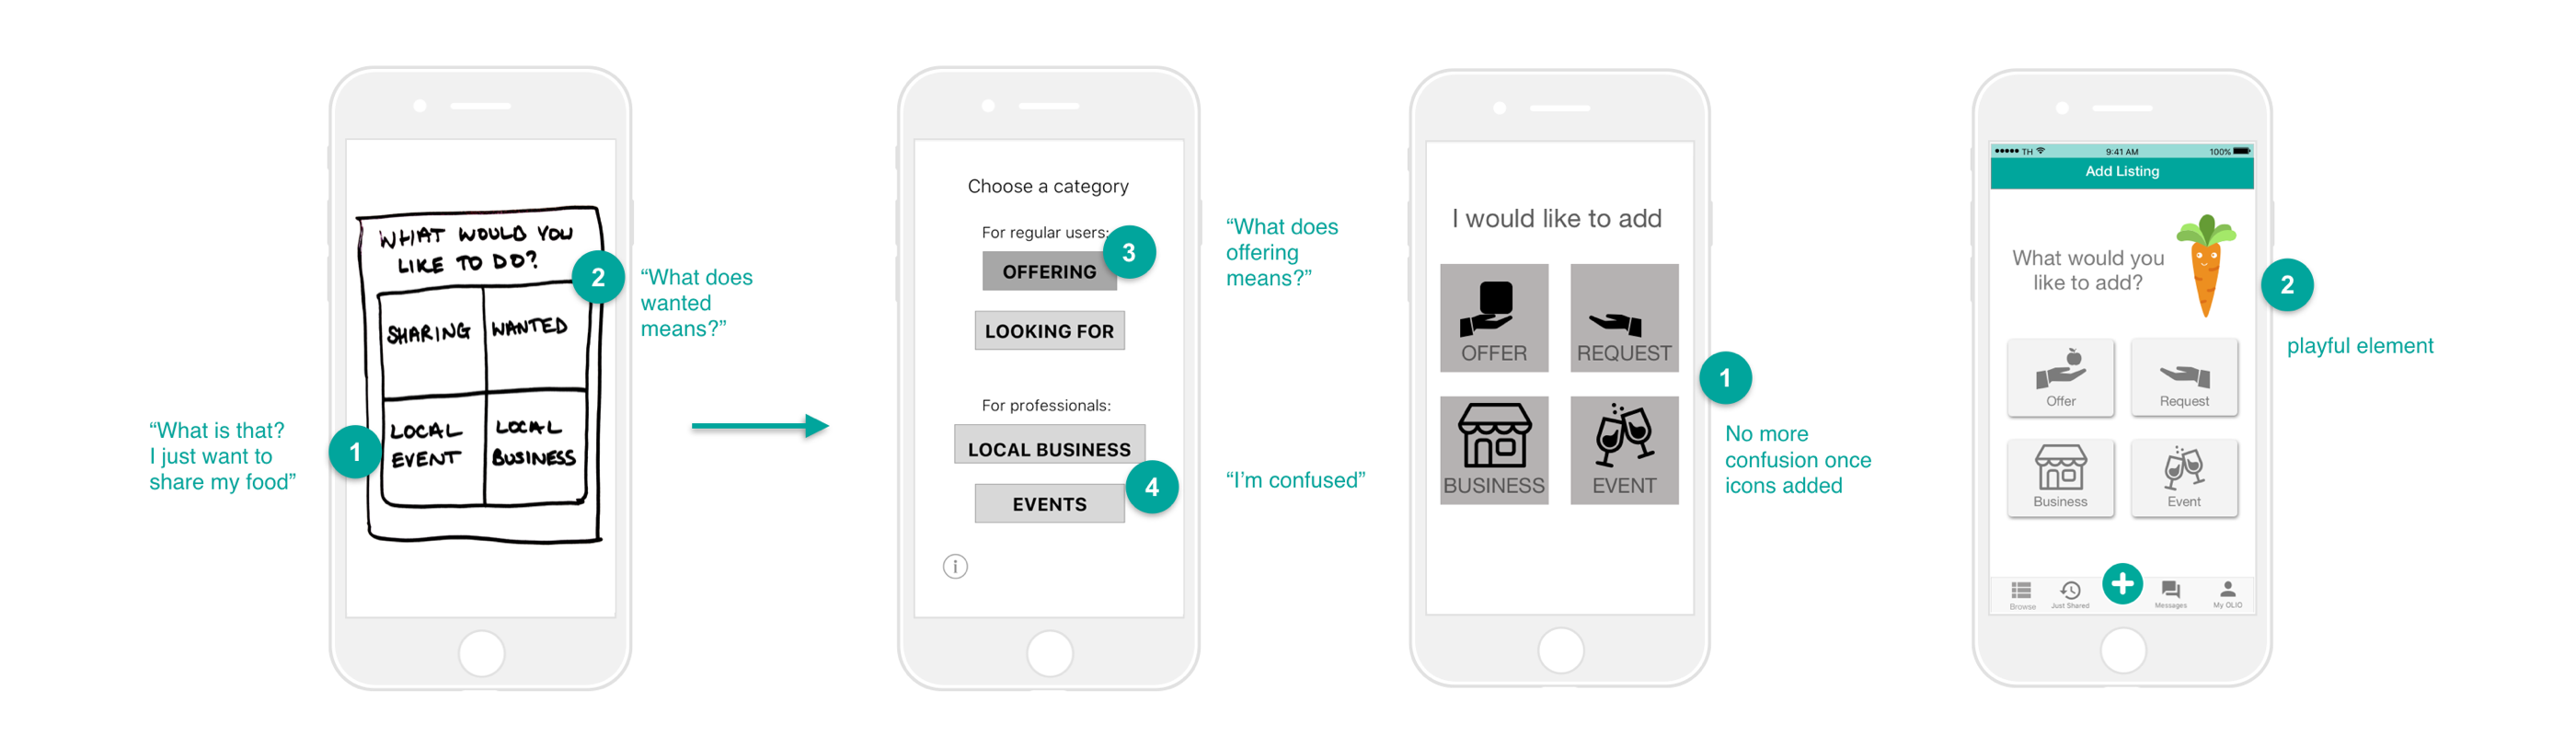 WHAT WOULD YOU
LIKE TO DO?
2
SHARING
WANTED
LOCAL
EVENT
LOCAL
BUSINESS
1
“What is that?
I just want to
share my food”
“What does
wanted
means?”
Choose a category
For regular users:
3
OFFERING
LOOKING FOR
For professionals:
LOCAL BUSINESS
4
EVENTS
i
“What does
offering
means?”
“I’m confused”
I would like to add
OFFER
REQUEST
BUSINESS
EVENT
1
No more
confusion once
icons added
TH
9:41 AM
100%
Add Listing
What would you
like to add?
2
playful element
Offer
Request
Business
Event
Browse
Just Shared
Messages
My OLIO